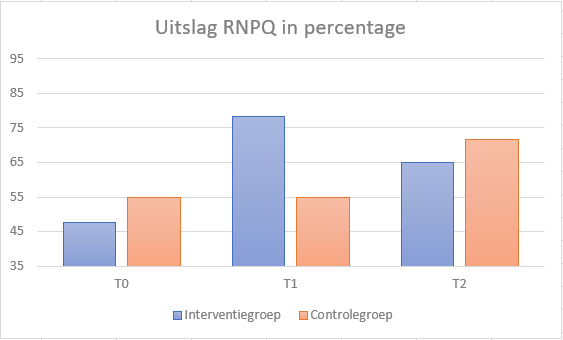 Uitslag RNPQ in percentage
95
85
75
65
55
45
35
T0 T1 T2
Interventiegroep Controlegroep